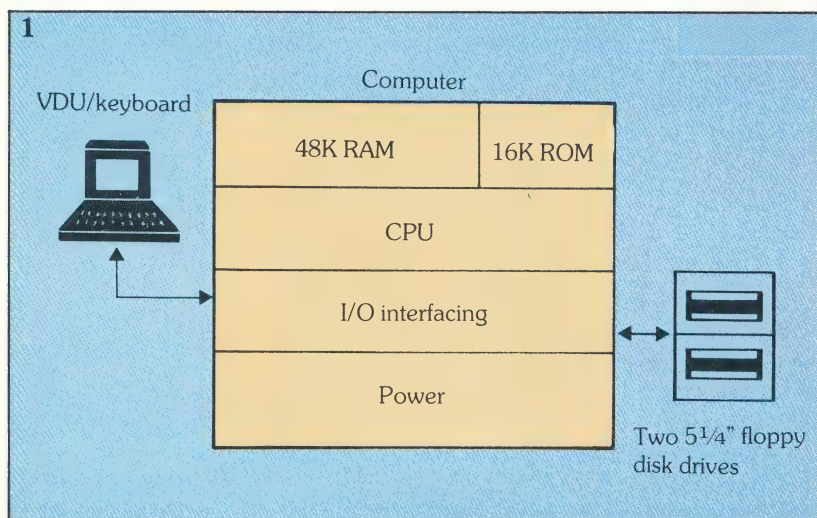 1
Computer
VDU/keyboard
48K RAM
16K ROM
CPU
I/O interfacing
Power
Two 5¼" floppy
disk drives